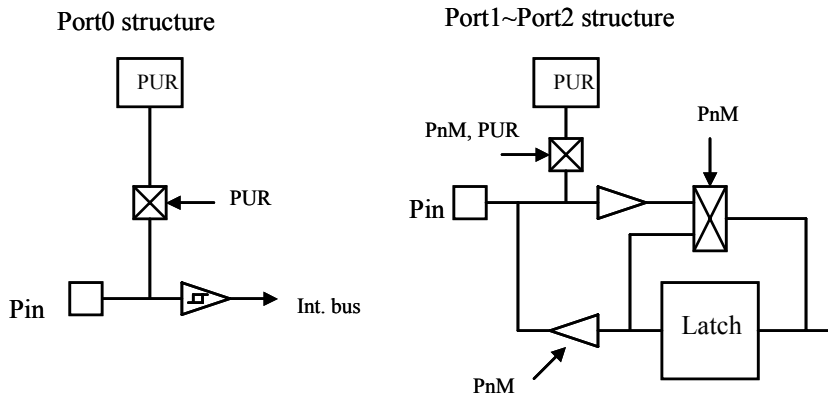 Port0 structure
PUR
PUR
Pin
Int. bus
Port1~Port2 structure
PUR
PnM, PUR
PnM
Pin
Latch
PnM